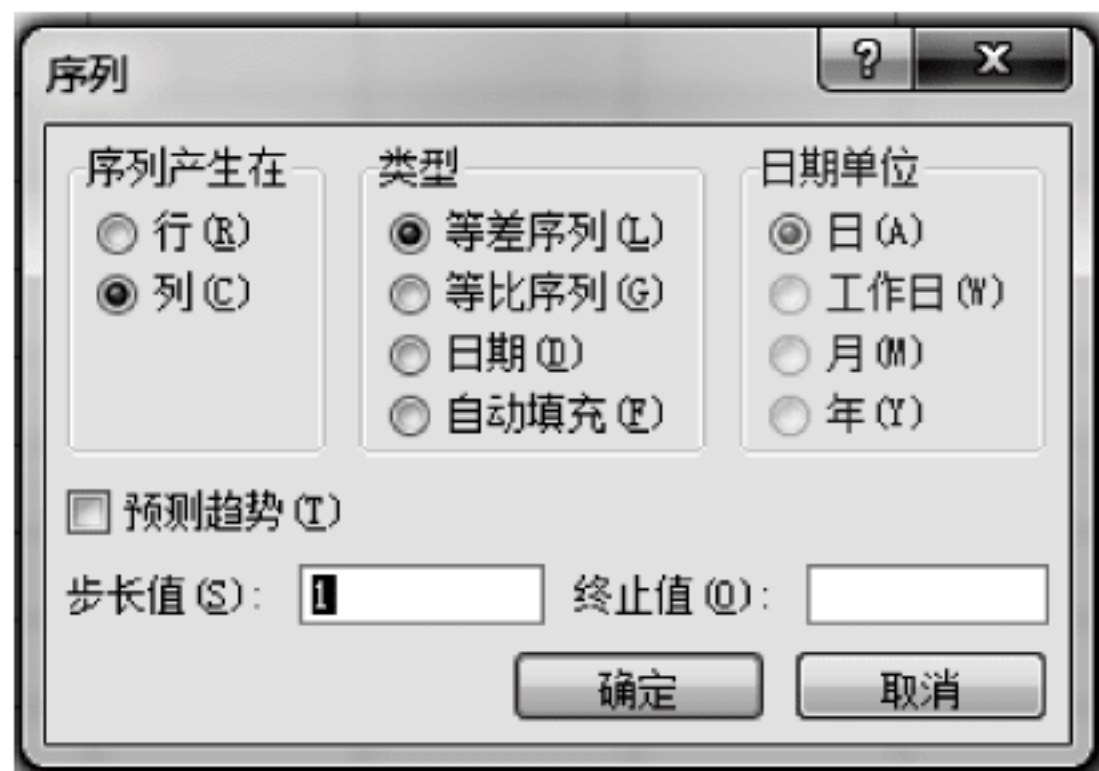 序列
序列产生在
行(R)
列(C)
类型
等差序列(L)
等比序列(G)
日期(D)
自动填充(F)
日期单位
日(A)
工作日(W)
月(M)
年(Y)
预测趋势(T)
步长值(S): 1
终止值(O):
确定
取消